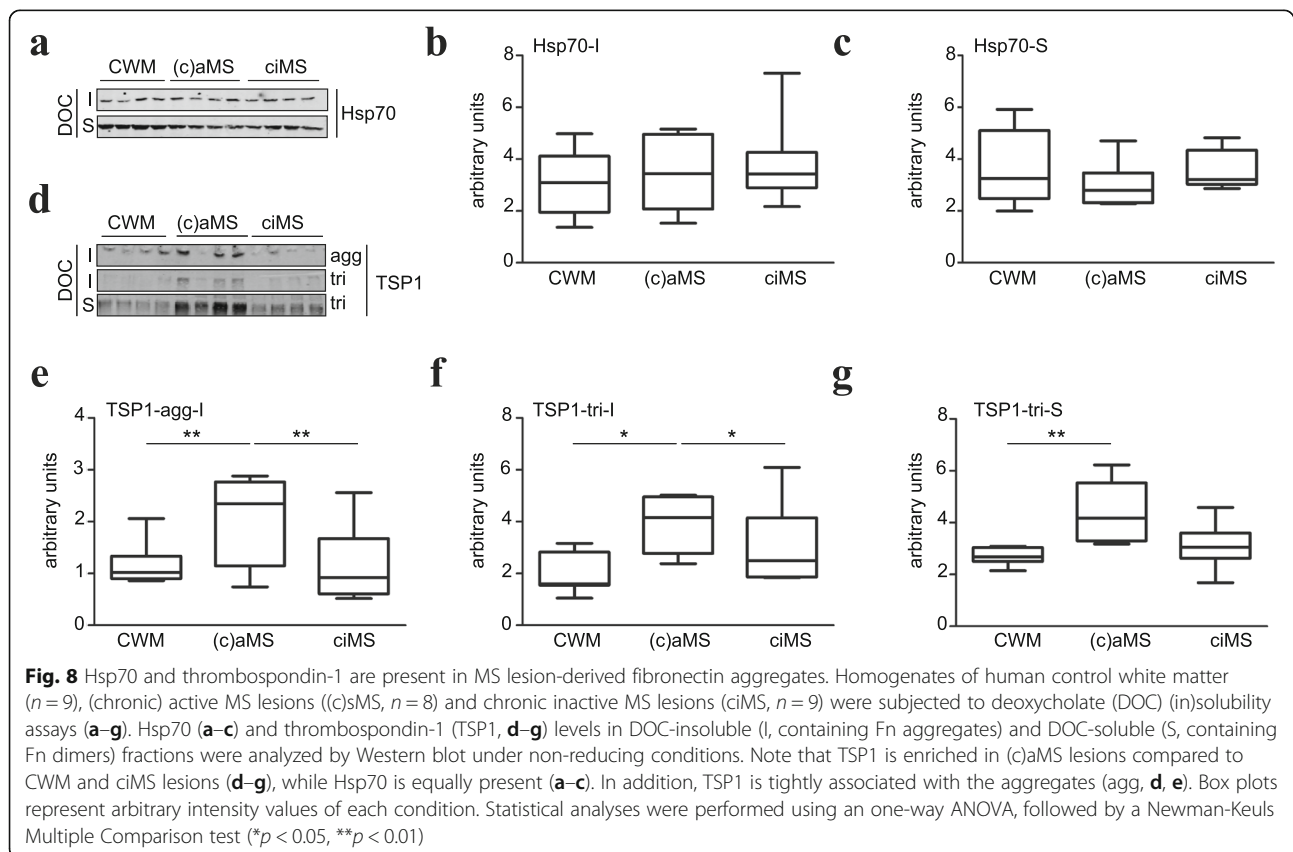 a
CWM (c)aMS ciMS
DOC
I
S
Hsp70
b
Hsp70-I
8
6
4
2
0
arbitrary units
CWM (c)aMS ciMS
c
Hsp70-S
8
6
4
2
0
arbitrary units
CWM (c)aMS ciMS
d
CWM (c)aMS ciMS
DOC
I agg
I tri
S tri
TSP1
e
TSP1-agg-I
4
3
2
1
0
arbitrary units
** **
CWM (c)aMS ciMS
f
TSP1-tri-I
8
6
4
2
0
arbitrary units
* *
CWM (c)aMS ciMS
g
TSP1-tri-S
8
6
4
2
0
arbitrary units
**
CWM (c)aMS ciMS
Fig. 8 Hsp70 and thrombospondin-1 are present in MS lesion-derived fibronectin aggregates. Homogenates of human control white matter
(n = 9), (chronic) active MS lesions ((c)sMS, n = 8) and chronic inactive MS lesions (ciMS, n = 9) were subjected to deoxycholate (DOC) (in)solubility
assays (a–g). Hsp70 (a–c) and thrombospondin-1 (TSP1, d–g) levels in DOC-insoluble (I, containing Fn aggregates) and DOC-soluble (S, containing
Fn dimers) fractions were analyzed by Western blot under non-reducing conditions. Note that TSP1 is enriched in (c)aMS lesions compared to
CWM and ciMS lesions (d–g), while Hsp70 is equally present (a–c). In addition, TSP1 is tightly associated with the aggregates (agg, d, e). Box plots
represent arbitrary intensity values of each condition. Statistical analyses were performed using an one-way ANOVA, followed by a Newman-Keuls
Multiple Comparison test (*p < 0.05, **p < 0.01)